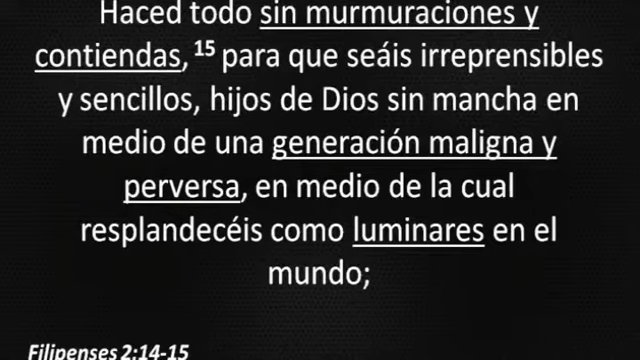 Haced todo sin murmuraciones y
contiendas, 15 para que seáis irreprensibles
y sencillos, hijos de Dios sin mancha en
medio de una generación maligna y
perversa, en medio de la cual
resplandecéis como luminares en el
mundo;
Filipenses 2:14-15